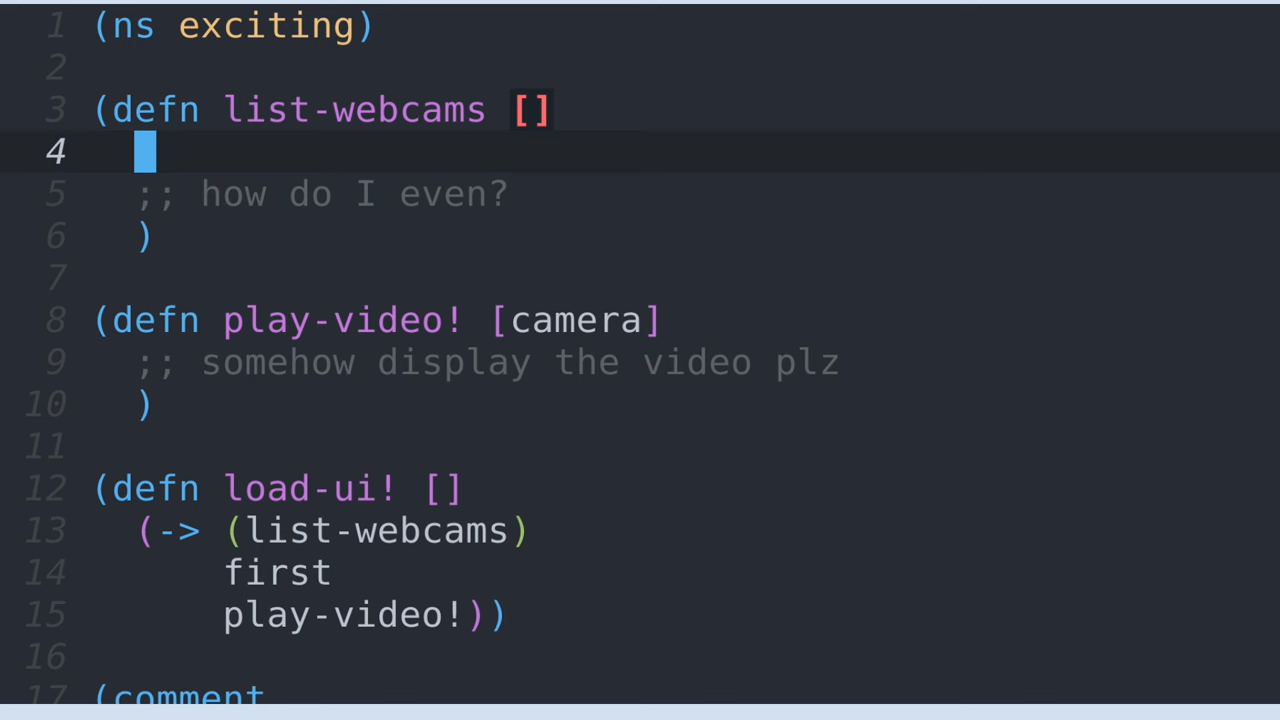 1 (ns exciting)
2
3 (defn list-webcams []
4
5   ;; how do I even?
6   )
7
8 (defn play-video! [camera]
9   ;; somehow display the video plz
10   )
11
12 (defn load-ui! []
13   (-> (list-webcams)
14       first
15       play-video!))
16
17 (comment